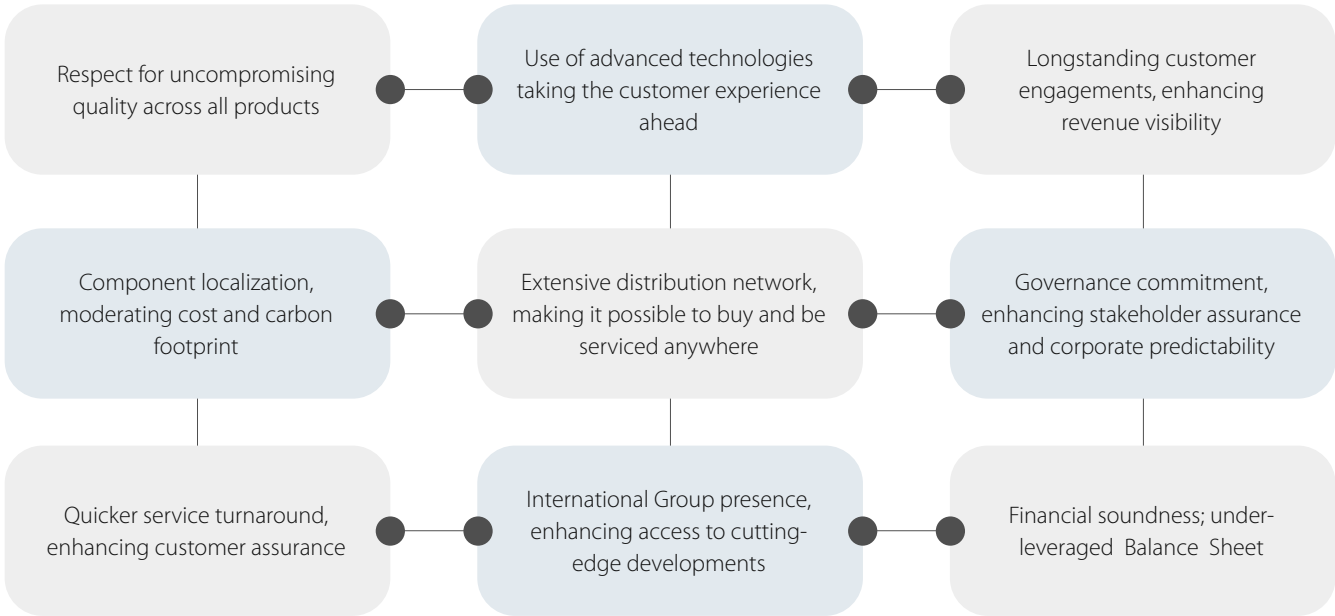 Respect for uncompromising
quality across all products
Use of advanced technologies
taking the customer experience
ahead
Longstanding customer
engagements, enhancing
revenue visibility
Component localization,
moderating cost and carbon
footprint
Extensive distribution network,
making it possible to buy and be
serviced anywhere
Governance commitment,
enhancing stakeholder assurance
and corporate predictability
Quicker service turnaround,
enhancing customer assurance
International Group presence,
enhancing access to cutting-
edge developments
Financial soundness; under-
leveraged Balance Sheet